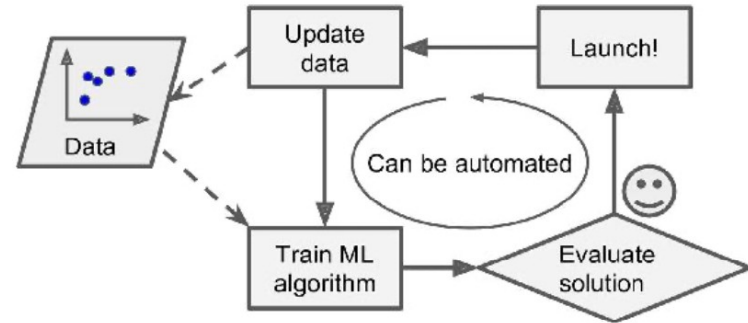 Update
data
Launch!
Data
Can be automated
Train ML
algorithm
Evaluate
solution